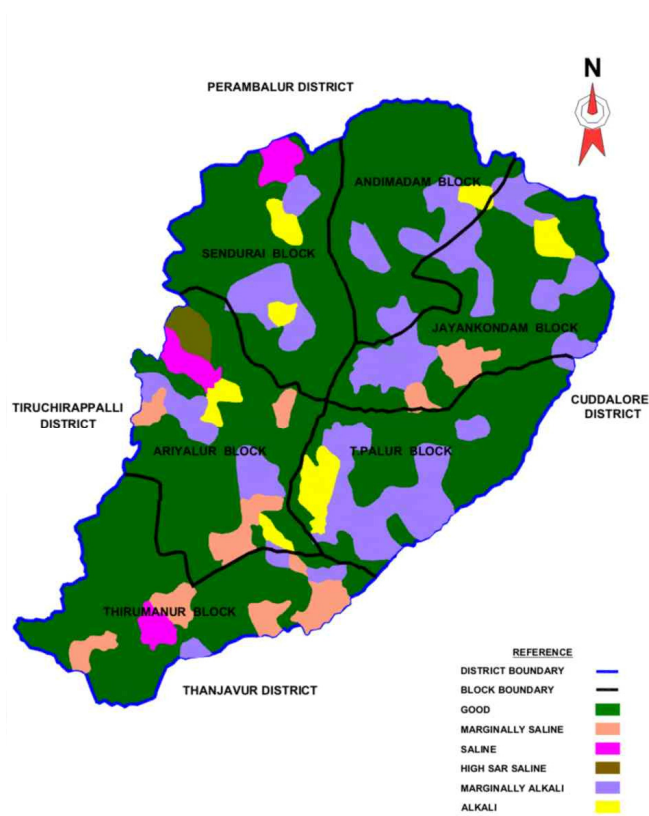 N
PERAMBALUR DISTRICT
ANDIMADAM BLOCK
SENDURAI BLOCK
JAYANKONDAM BLOCK
CUDDALORE
DISTRICT
TIRUCHIRAPPALLI
DISTRICT
ARIYALUR BLOCK
T.PALUR BLOCK
THIRUMANUR BLOCK
THANJAVUR DISTRICT
REFERENCE
DISTRICT BOUNDARY
BLOCK BOUNDARY
GOOD
MARGINALLY SALINE
SALINE
HIGH SAR SALINE
MARGINALLY ALKALI
ALKALI